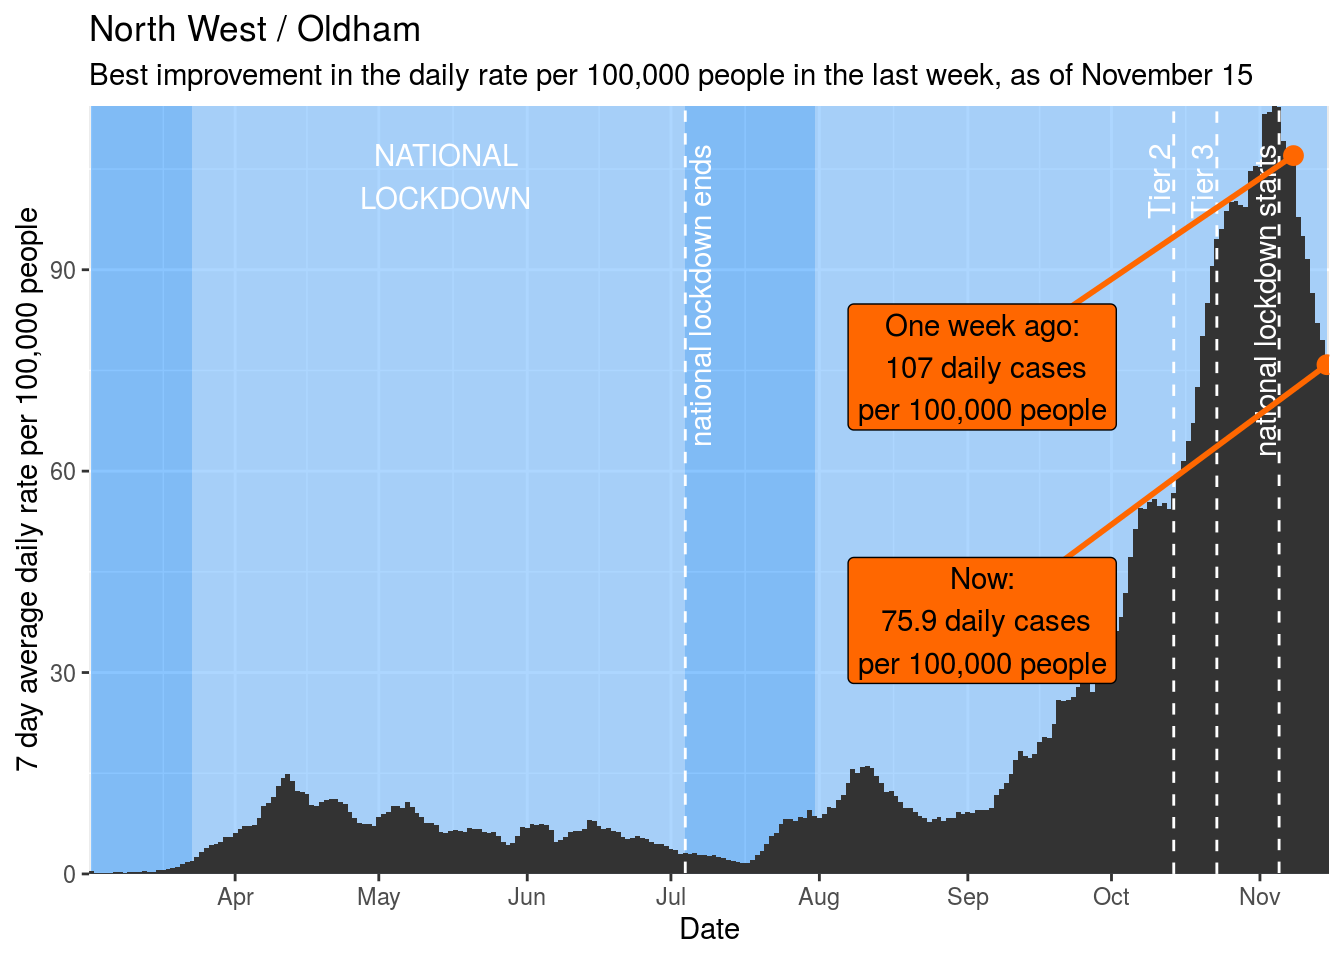 North West / Oldham
Best improvement in the daily rate per 100,000 people in the last week, as of November 15
7 day average daily rate per 100,000 people
90
60
30
0
NATIONAL
LOCKDOWN
national lockdown ends
Tier 2
Tier 3
national lockdown starts
One week ago:
107 daily cases
per 100,000 people
Now:
75.9 daily cases
per 100,000 people
Apr
May
Jun
Jul
Aug
Sep
Oct
Nov
Date